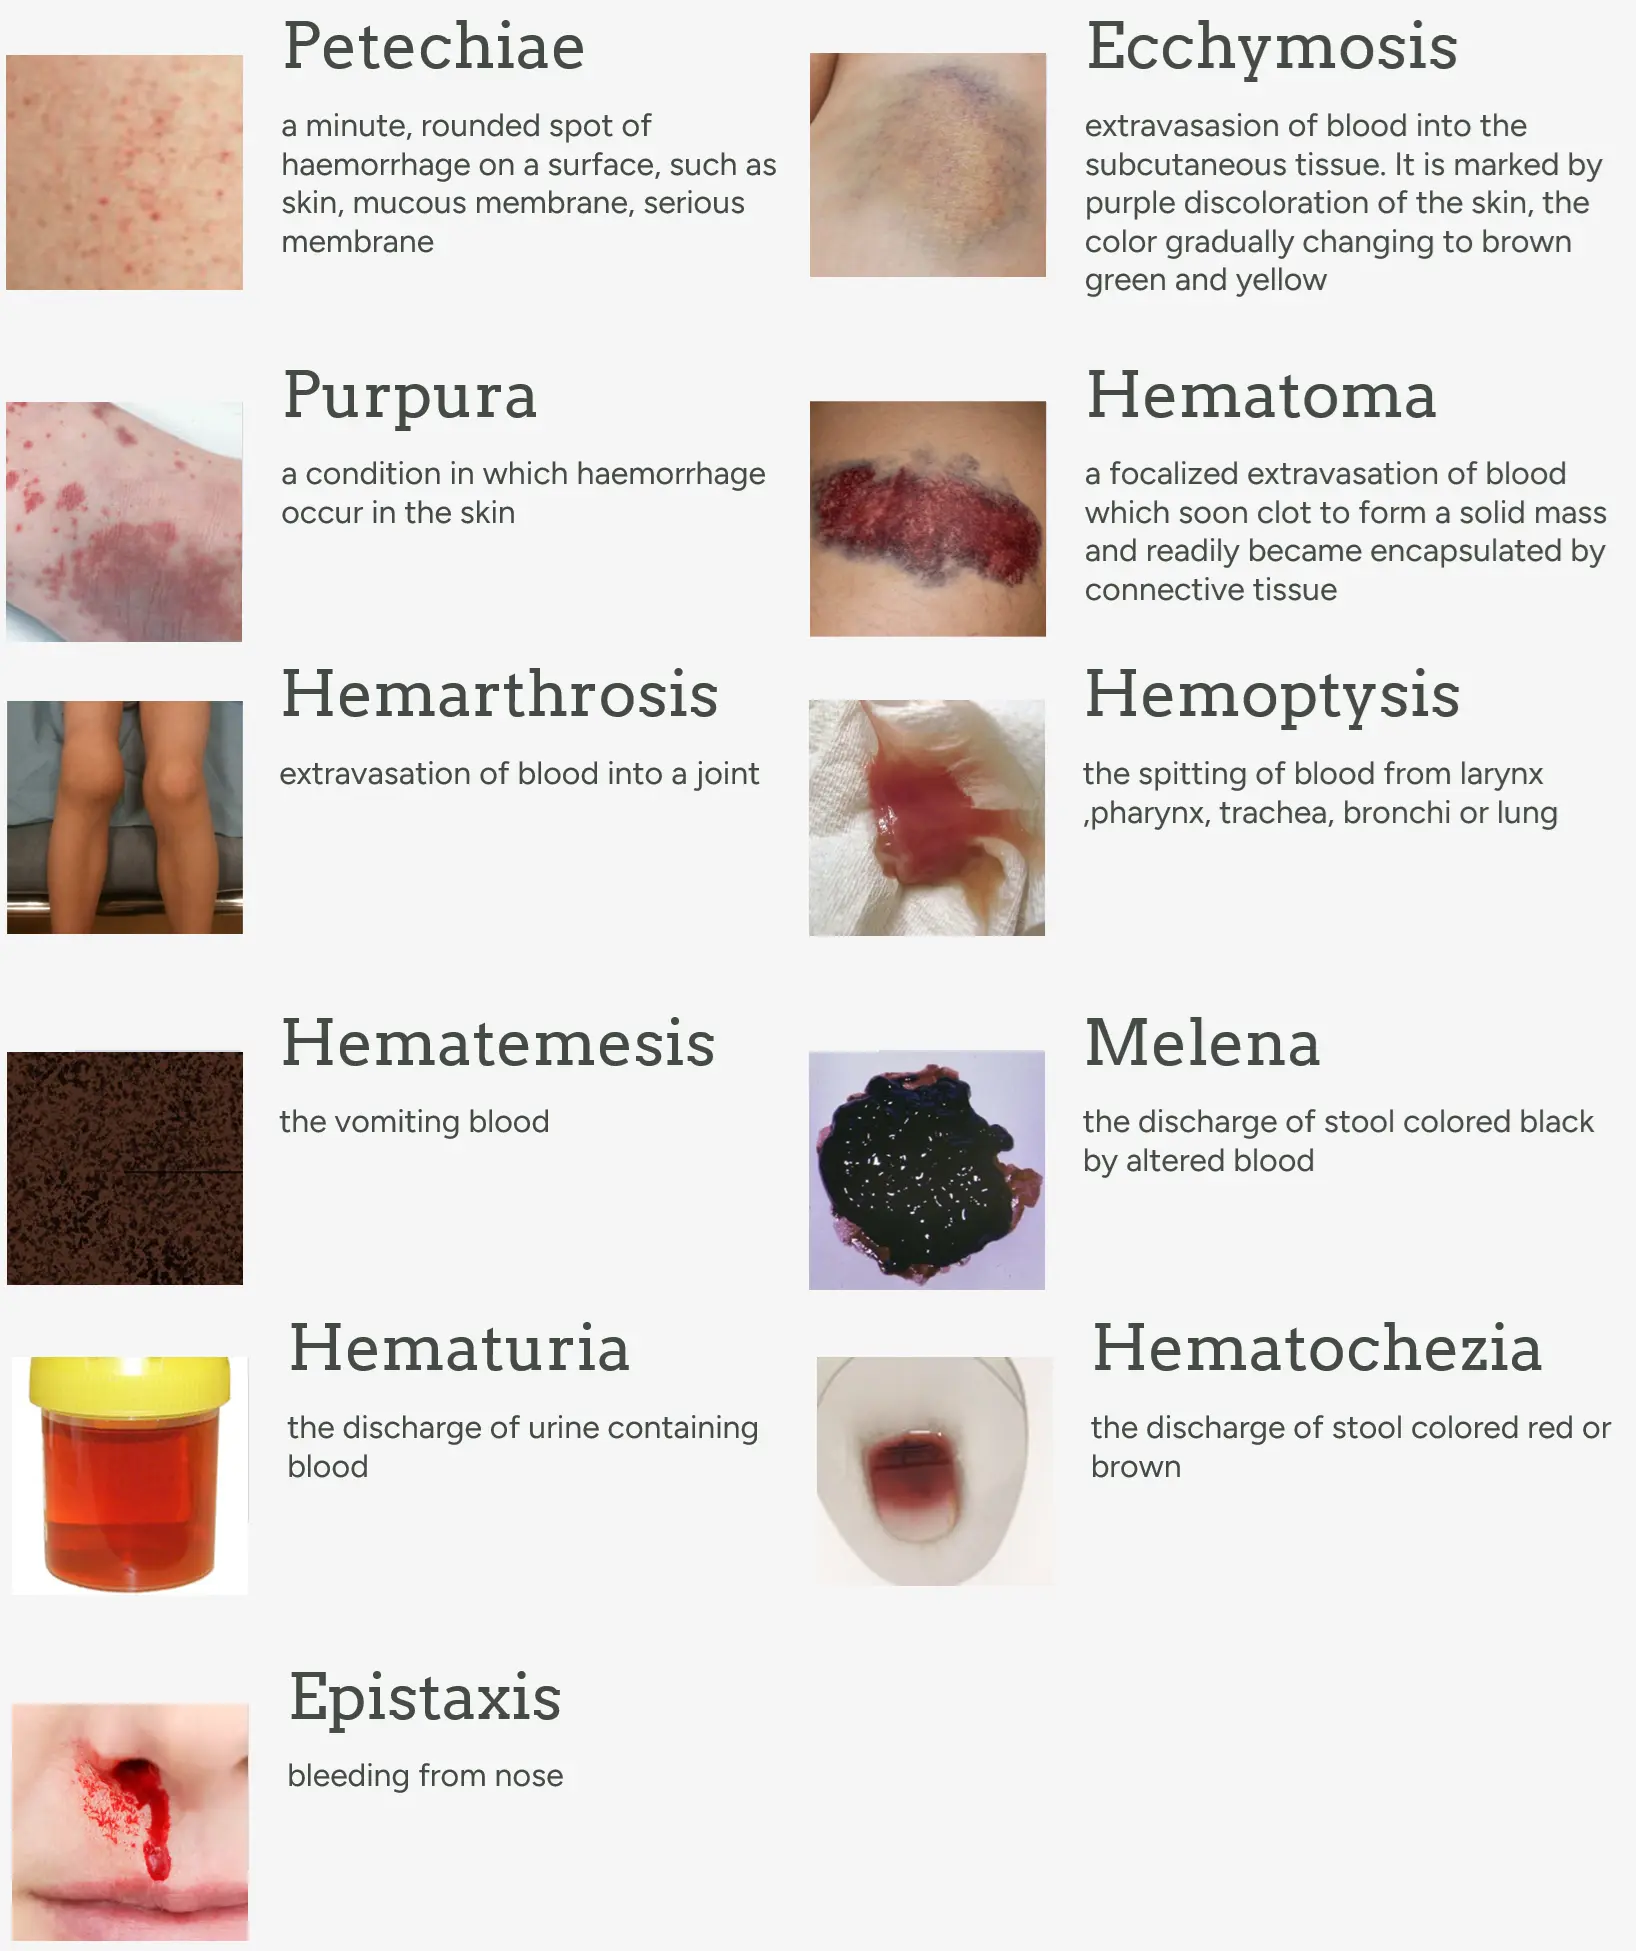 Petechiae
a minute, rounded spot of
haemorrhage on a surface, such as
skin, mucous membrane, serious
membrane
Ecchymosis
extravasasion of blood into the
subcutaneous tissue. It is marked by
purple discoloration of the skin, the
color gradually changing to brown
green and yellow
Purpura
a condition in which haemorrhage
occur in the skin
Hematoma
a focalized extravasation of blood
which soon clot to form a solid mass
and readily became encapsulated by
connective tissue
Hemarthrosis
extravasation of blood into a joint
Hemoptysis
the spitting of blood from larynx
,pharynx, trachea, bronchi or lung
Hematemesis
the vomiting blood
Melena
the discharge of stool colored black
by altered blood
Hematuria
the discharge of urine containing
blood
Hematochezia
the discharge of stool colored red or
brown
Epistaxis
bleeding from nose